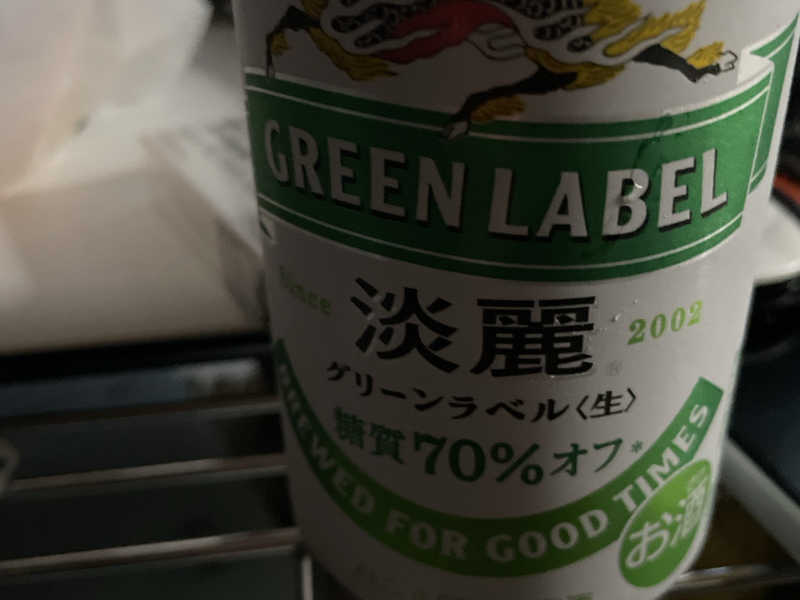 GREEN LABEL
Since 淡麗 2002
グリーンラベル〈生〉
糖質70%オフ*
BREWED FOR GOOD TIMES
お酒